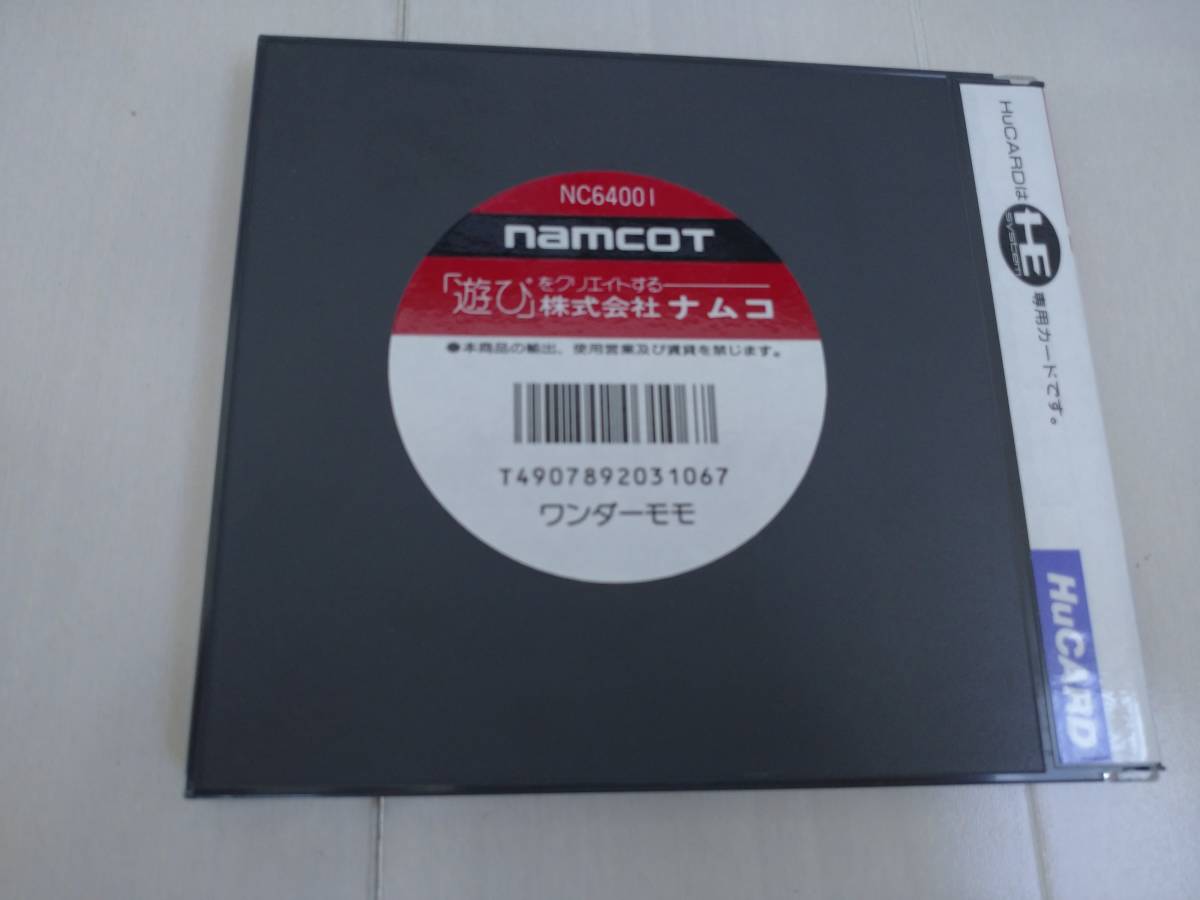 NC64001
namcoT
「遊び」をクリエイトする
株式会社ナムコ
●本商品の輸出、使用営業及び賃貸を禁じます。
T4907892031067
ワンダーモモ
HuCARDは HE SYSTEM 専用カードです。
HuCARD